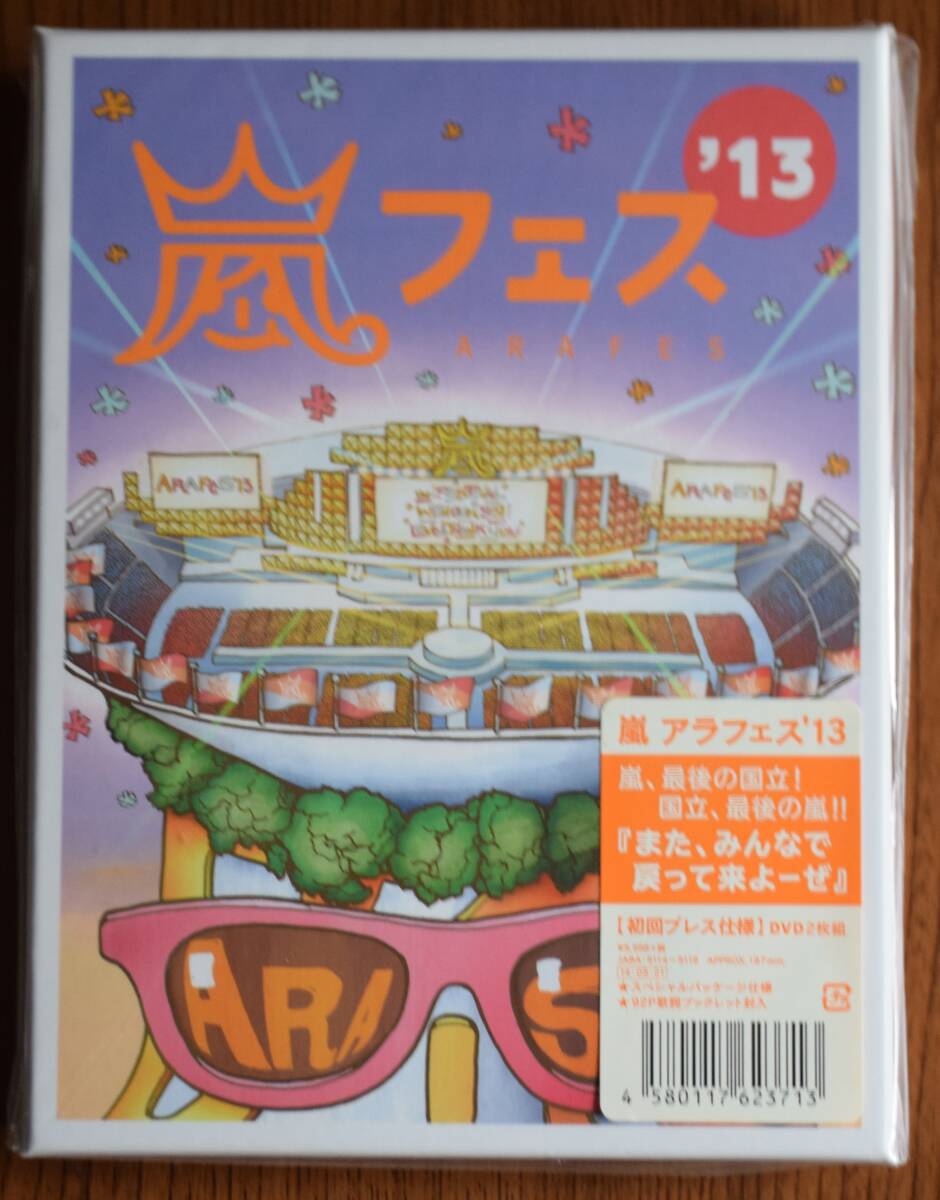 '13
嵐フェス
ARAFES
ARAFES'13
ARAFES'13
嵐 アラフェス'13
嵐、最後の国立!
国立、最後の嵐!!
『また、みんなで
戻って来よーぜ』
【初回プレス仕様】DVD2枚組
★スペシャルパッケージ仕様
★92P歌詞ブックレット封入
ARA
S
4 580117 623713